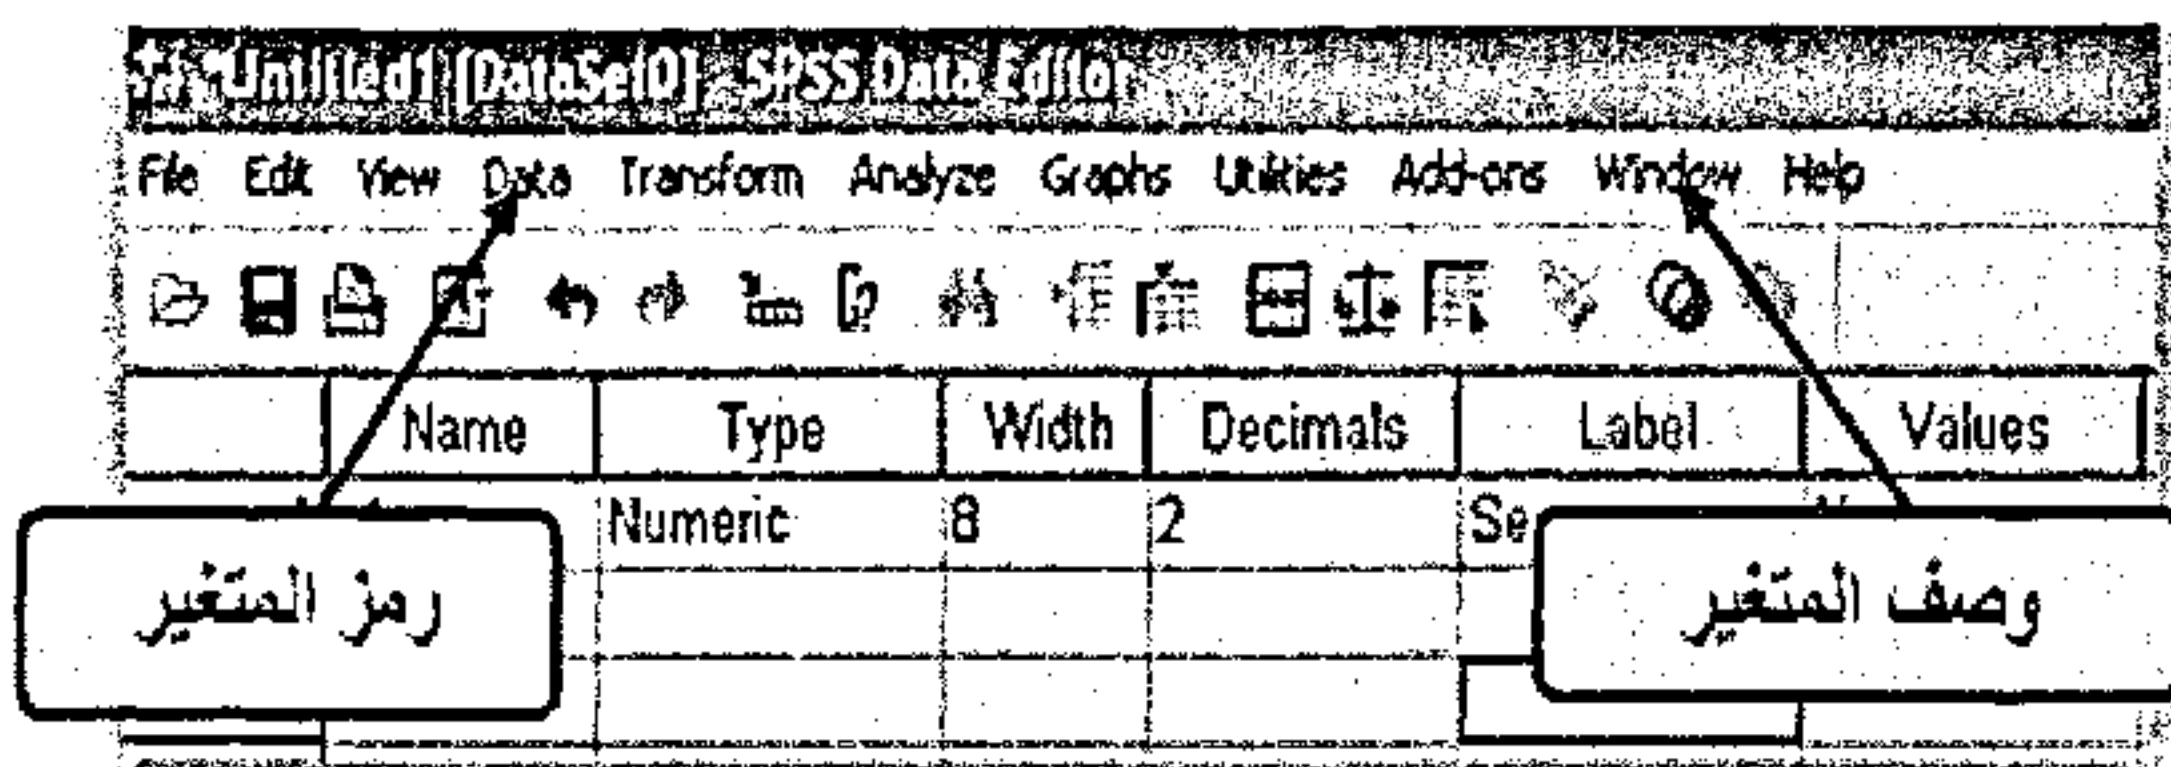 *Untitled1 [DataSet0] - SPSS Data Editor
File Edit View Data Transform Analyze Graphs Utilities Add-ons Window Help
Name Type Width Decimals Label Values
Numeric 8 2 Se
رمز المتغير
وصف المتغير